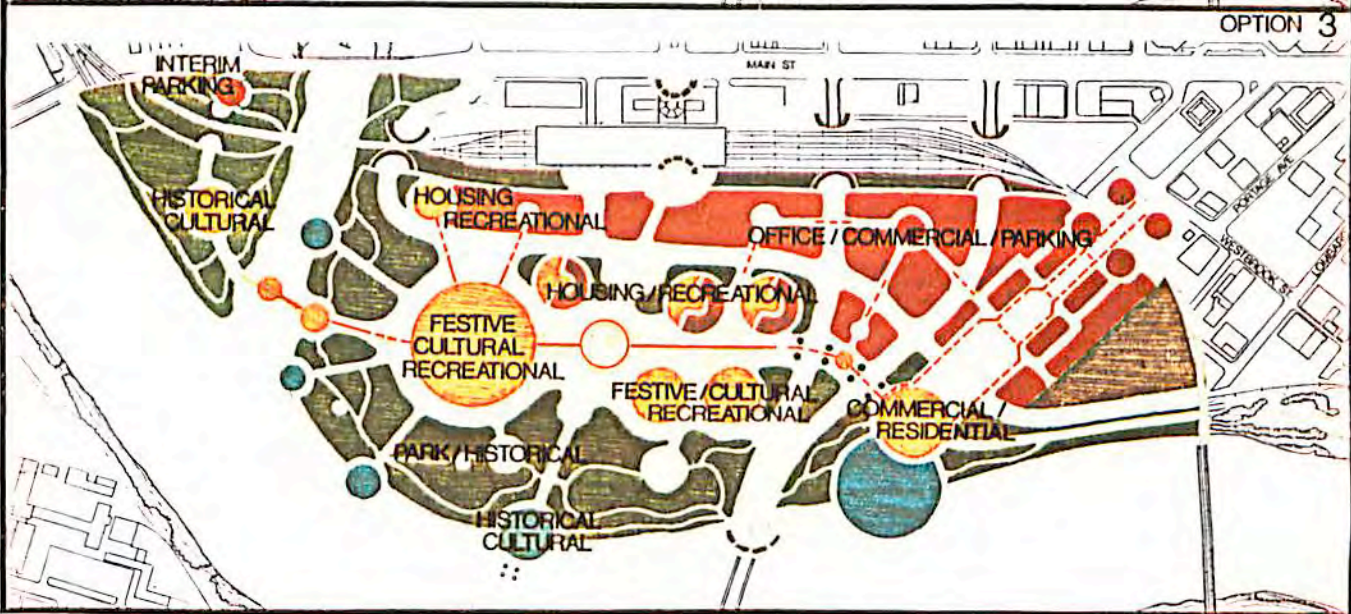 OPTION 3
MAIN ST
INTERIM
PARKING
HISTORICAL
CULTURAL
HOUSING
RECREATIONAL
OFFICE / COMMERCIAL / PARKING
PORTAGE AVE
WESTBROOK ST
HOUSING / RECREATIONAL
FESTIVE
CULTURAL
RECREATIONAL
FESTIVE / CULTURAL
RECREATIONAL
COMMERCIAL /
RESIDENTIAL
PARK / HISTORICAL
HISTORICAL
CULTURAL